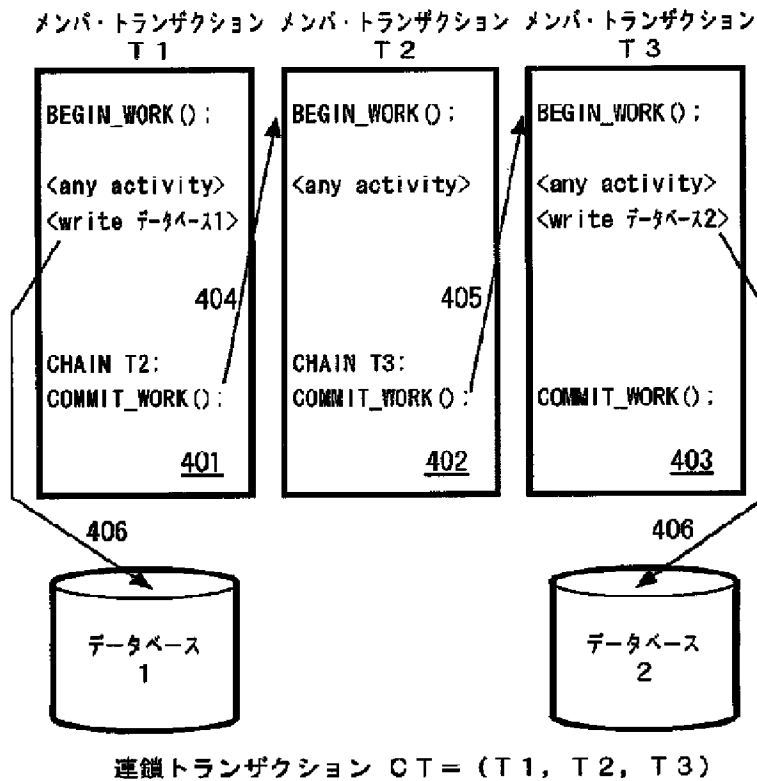 メンバ・トランザクション メンバ・トランザクション メンバ・トランザクション
T1 T2 T3
BEGIN_WORK();
<any activity>
<write データベース1>
404
CHAIN T2:
COMMIT_WORK():
401
BEGIN_WORK();
<any activity>
405
CHAIN T3:
COMMIT_WORK():
402
BEGIN_WORK();
<any activity>
<write データベース2>
COMMIT_WORK():
403
406
406
データベース
1
データベース
2
連鎖トランザクション CT=(T1, T2, T3)